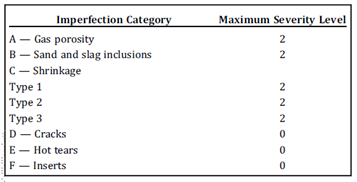 Imperfection Category Maximum Severity Level
A — Gas porosity 2
B — Sand and slag inclusions 2
C — Shrinkage
Type 1 2
Type 2 2
Type 3 2
D — Cracks 0
E — Hot tears 0
F — Inserts 0